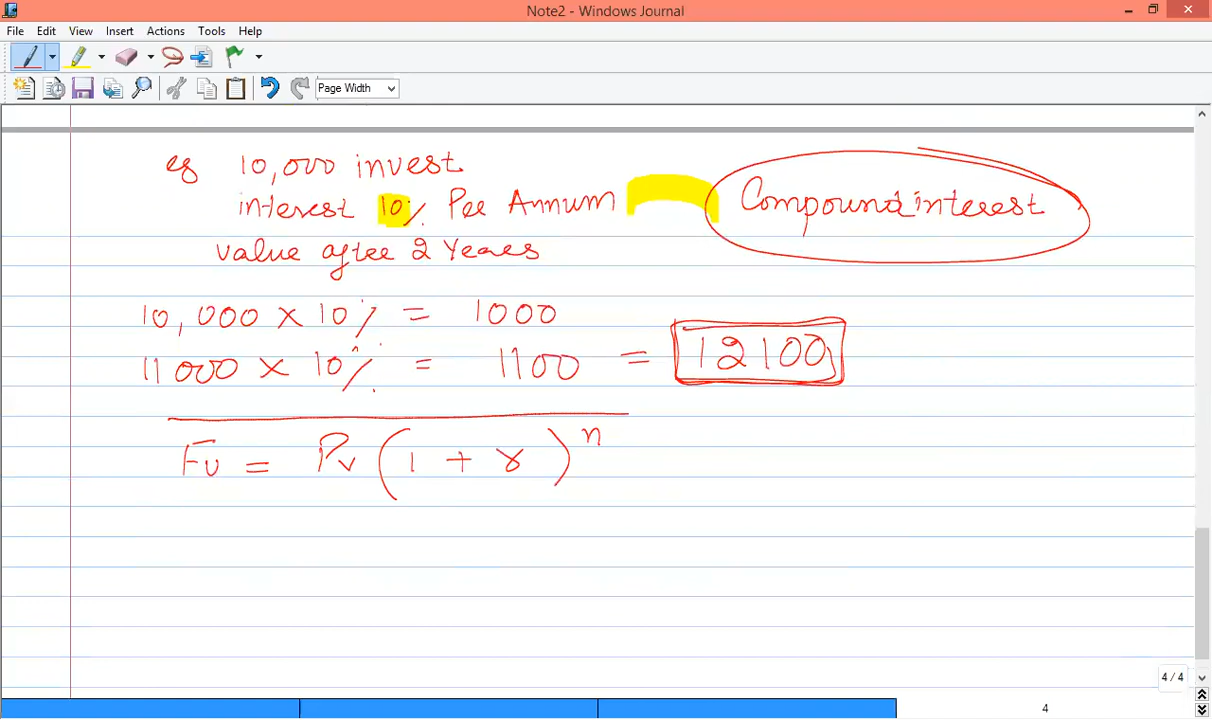 Note2 - Windows Journal
File Edit View Insert Actions Tools Help
Page Width
eg 10,000 invest
interest 10% Per Annum Compound interest
value after 2 Years
10,000 x 10% = 1000
11000 x 10% = 1100 = 12100
Fv = Pv (1 + r)^n
4 / 4
4